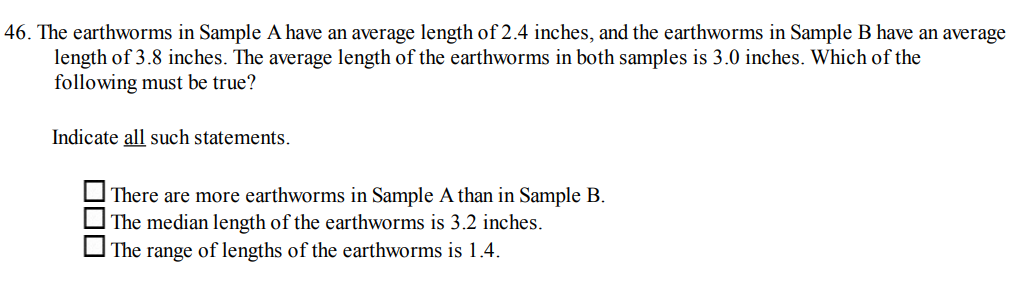 46. The earthworms in Sample A have an average length of 2.4 inches, and the earthworms in Sample B have an average
length of 3.8 inches. The average length of the earthworms in both samples is 3.0 inches. Which of the
following must be true?
Indicate all such statements.
There are more earthworms in Sample A than in Sample B.
The median length of the earthworms is 3.2 inches.
The range of lengths of the earthworms is 1.4.